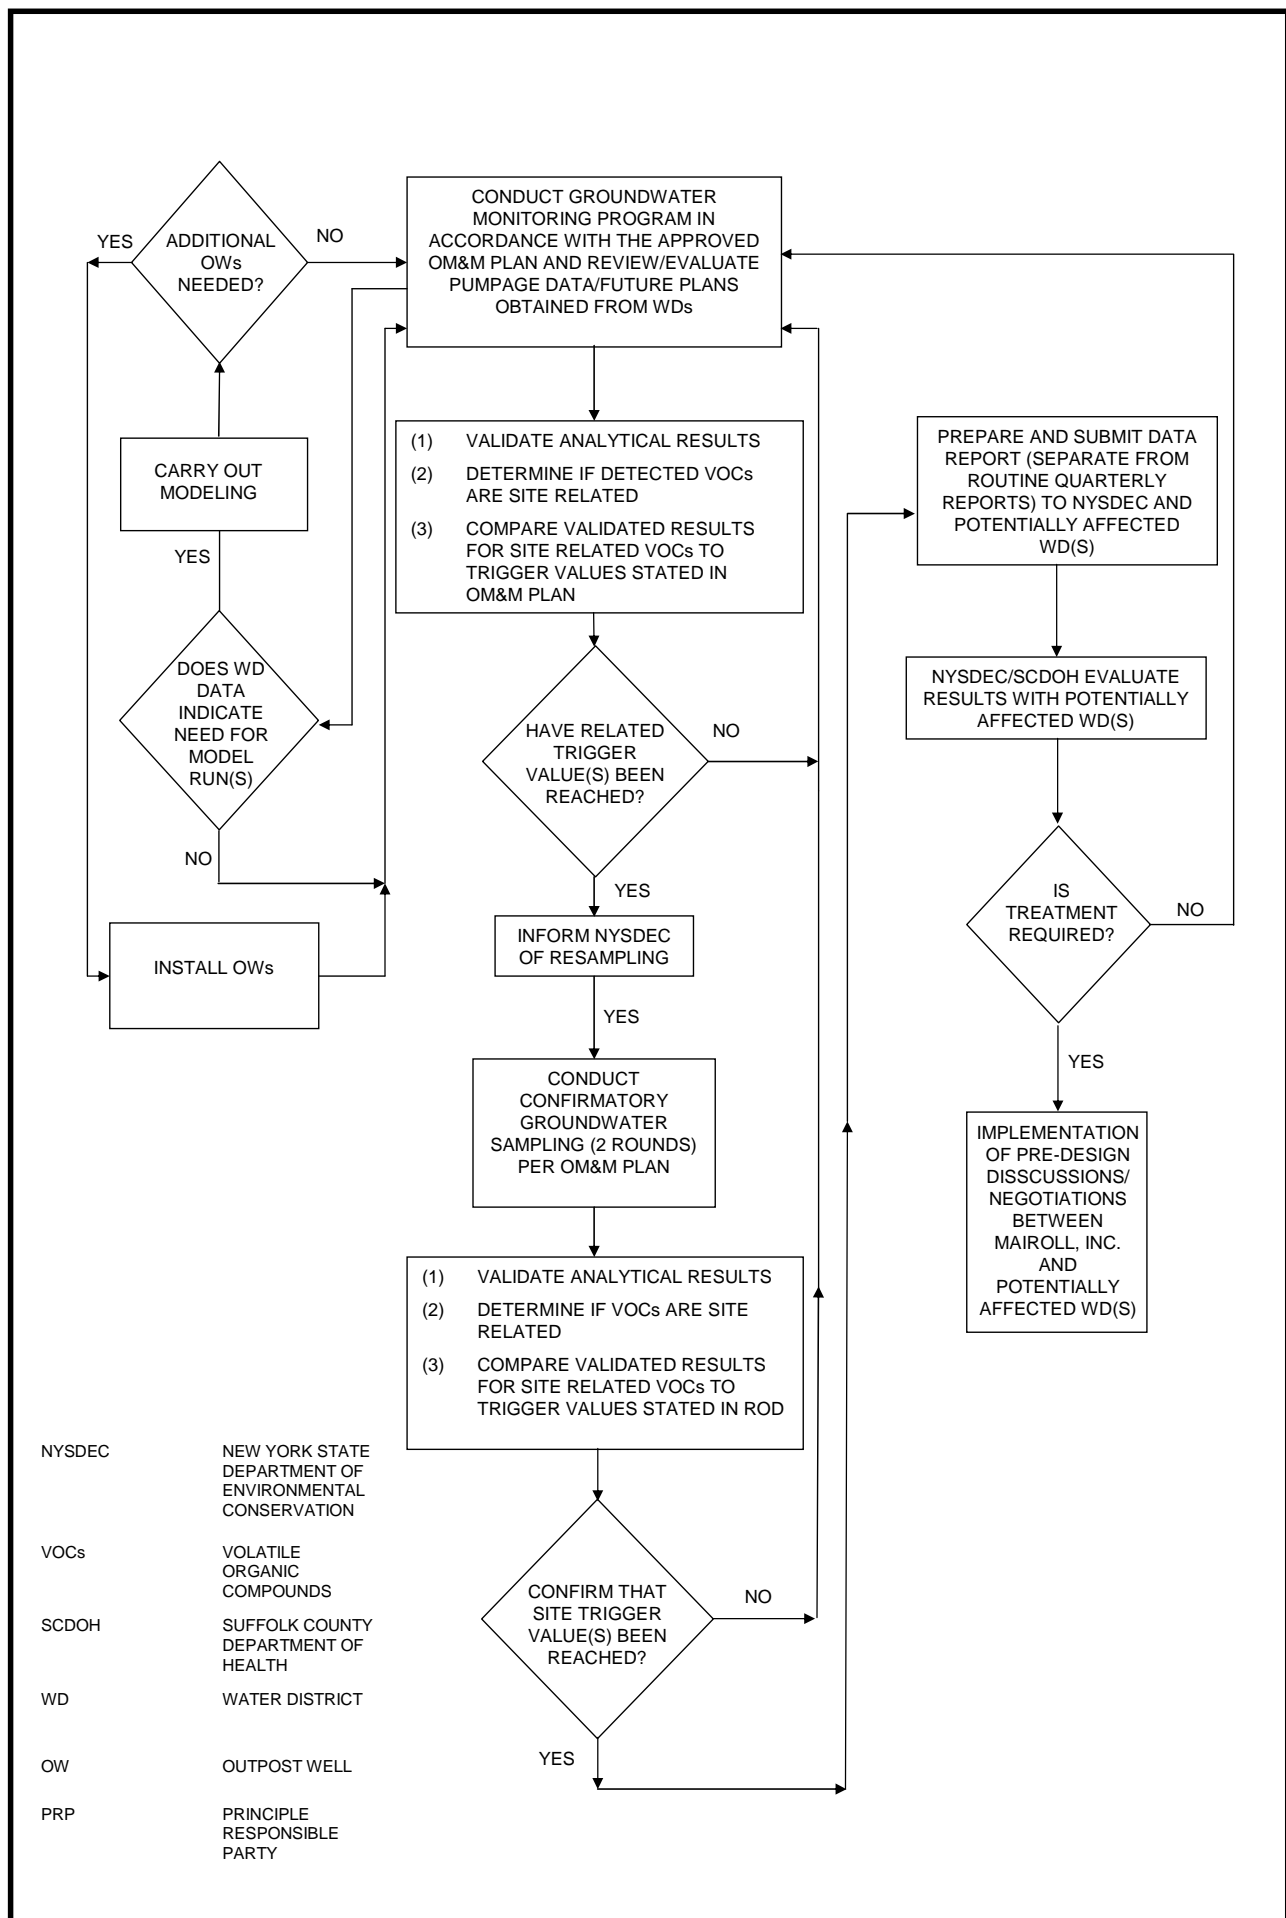 YES
ADDITIONAL
OWs
NEEDED?
NO
CONDUCT GROUNDWATER
MONITORING PROGRAM IN
ACCORDANCE WITH THE APPROVED
OM&M PLAN AND REVIEW/EVALUATE
PUMPAGE DATA/FUTURE PLANS
OBTAINED FROM WDs
CARRY OUT
MODELING
YES
DOES WD
DATA
INDICATE
NEED FOR
MODEL
RUN(S)
NO
INSTALL OWs
(1) VALIDATE ANALYTICAL RESULTS
(2) DETERMINE IF DETECTED VOCs
ARE SITE RELATED
(3) COMPARE VALIDATED RESULTS
FOR SITE RELATED VOCs TO
TRIGGER VALUES STATED IN
OM&M PLAN
HAVE RELATED
TRIGGER
VALUE(S) BEEN
REACHED?
NO
YES
INFORM NYSDEC
OF RESAMPLING
YES
CONDUCT
CONFIRMATORY
GROUNDWATER
SAMPLING (2 ROUNDS)
PER OM&M PLAN
(1) VALIDATE ANALYTICAL RESULTS
(2) DETERMINE IF VOCs ARE SITE
RELATED
(3) COMPARE VALIDATED RESULTS
FOR SITE RELATED VOCs TO
TRIGGER VALUES STATED IN ROD
CONFIRM THAT
SITE TRIGGER
VALUE(S) BEEN
REACHED?
NO
YES
PREPARE AND SUBMIT DATA
REPORT (SEPARATE FROM
ROUTINE QUARTERLY
REPORTS) TO NYSDEC AND
POTENTIALLY AFFECTED
WD(S)
NYSDEC/SCDOH EVALUATE
RESULTS WITH POTENTIALLY
AFFECTED WD(S)
IS
TREATMENT
REQUIRED?
NO
YES
IMPLEMENTATION
OF PRE-DESIGN
DISSCUSSIONS/
NEGOTIATIONS
BETWEEN
MAIROLL, INC.
AND
POTENTIALLY
AFFECTED WD(S)
NYSDEC NEW YORK STATE
DEPARTMENT OF
ENVIRONMENTAL
CONSERVATION
VOCs VOLATILE
ORGANIC
COMPOUNDS
SCDOH SUFFOLK COUNTY
DEPARTMENT OF
HEALTH
WD WATER DISTRICT
OW OUTPOST WELL
PRP PRINCIPLE
RESPONSIBLE
PARTY